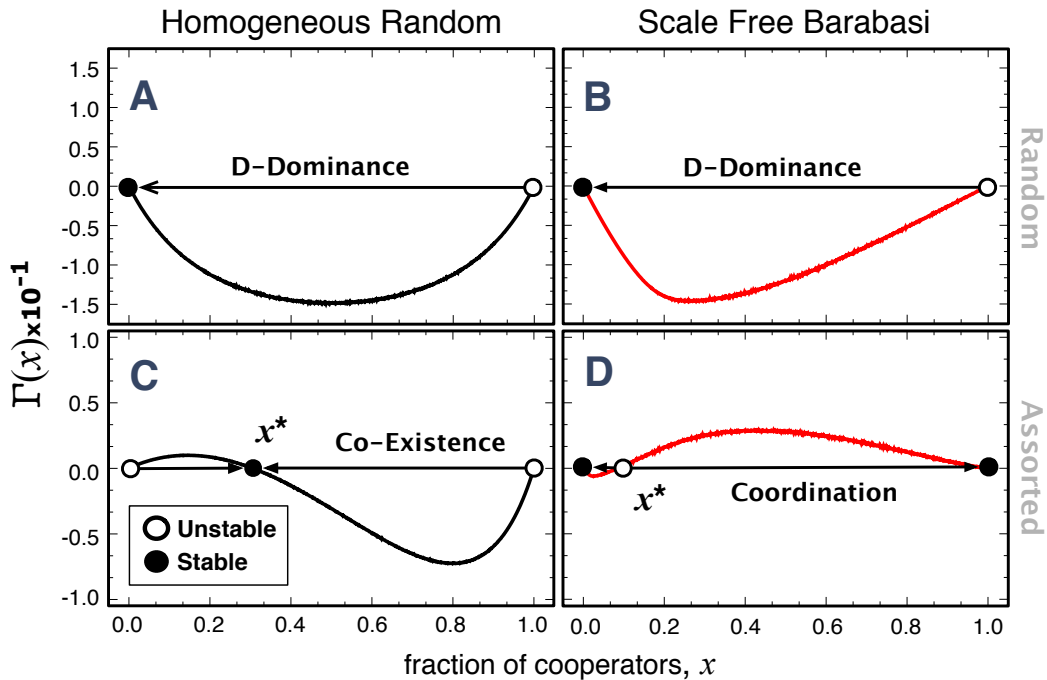 Homogeneous Random
Scale Free Barabasi
A
D-Dominance
1.5
1.0
0.5
0.0
-0.5
-1.0
-1.5
B
D-Dominance
Random
Γ(x)x10⁻¹
C
x*
Co-Existence
Unstable
Stable
1.0
0.5
0.0
-0.5
-1.0
D
x*
Coordination
Assorted
0.0 0.2 0.4 0.6 0.8 1.0
0.0 0.2 0.4 0.6 0.8 1.0
fraction of cooperators, x